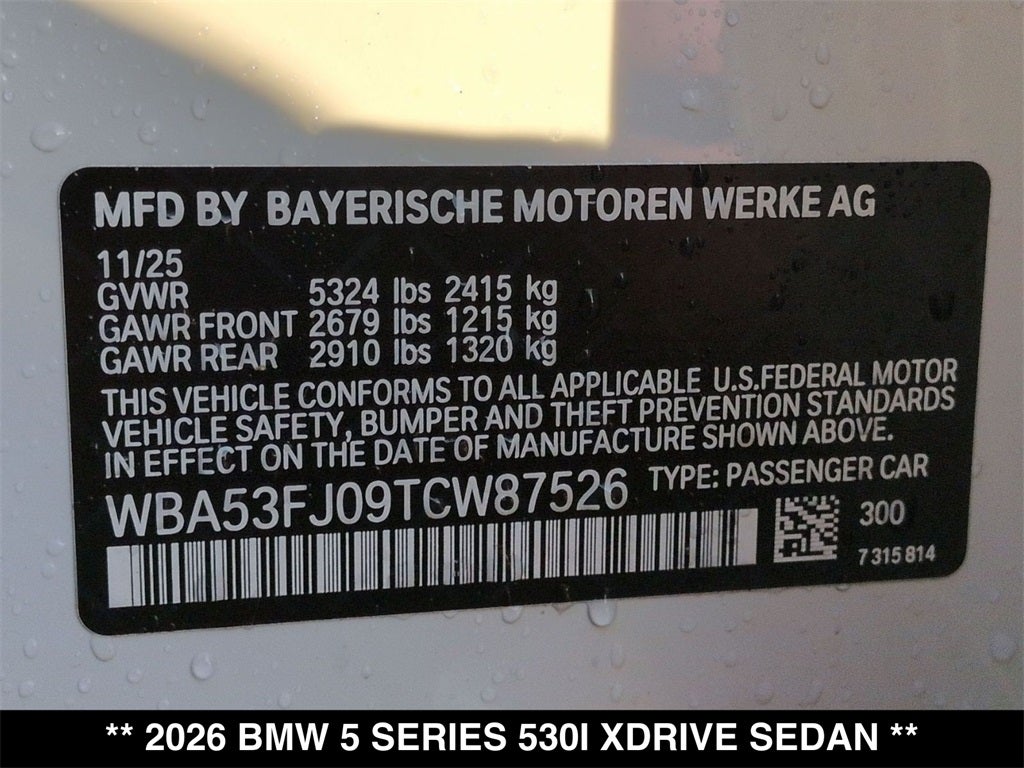 MFD BY BAYERISCHE MOTOREN WERKE AG
11/25
GVWR 5324 lbs 2415 kg
GAWR FRONT 2679 lbs 1215 kg
GAWR REAR 2910 lbs 1320 kg
THIS VEHICLE CONFORMS TO ALL APPLICABLE U.S.FEDERAL MOTOR
VEHICLE SAFETY, BUMPER AND THEFT PREVENTION STANDARDS
IN EFFECT ON THE DATE OF MANUFACTURE SHOWN ABOVE.
WBA53FJ09TCW87526 TYPE: PASSENGER CAR
300
7 315 814
** 2026 BMW 5 SERIES 530I XDRIVE SEDAN **